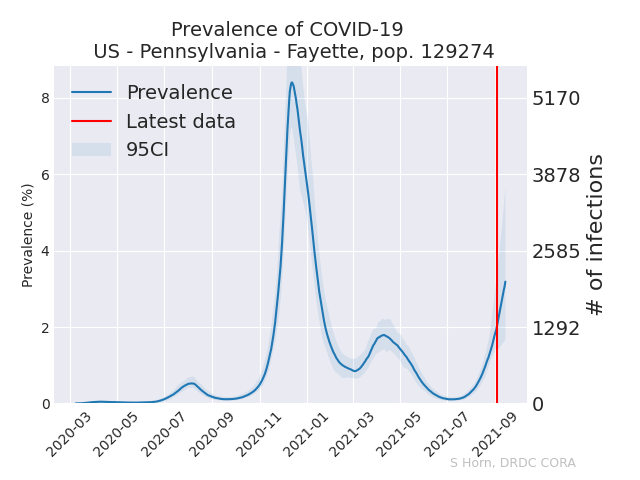 Prevalence of COVID-19
US - Pennsylvania - Fayette, pop. 129274
Prevalence
Latest data
95CI
Prevalence (%)
8
6
4
2
0
5170
3878
2585
1292
0
# of infections
2020-03
2020-05
2020-07
2020-09
2020-11
2021-01
2021-03
2021-05
2021-07
2021-09
S Horn, DRDC CORA